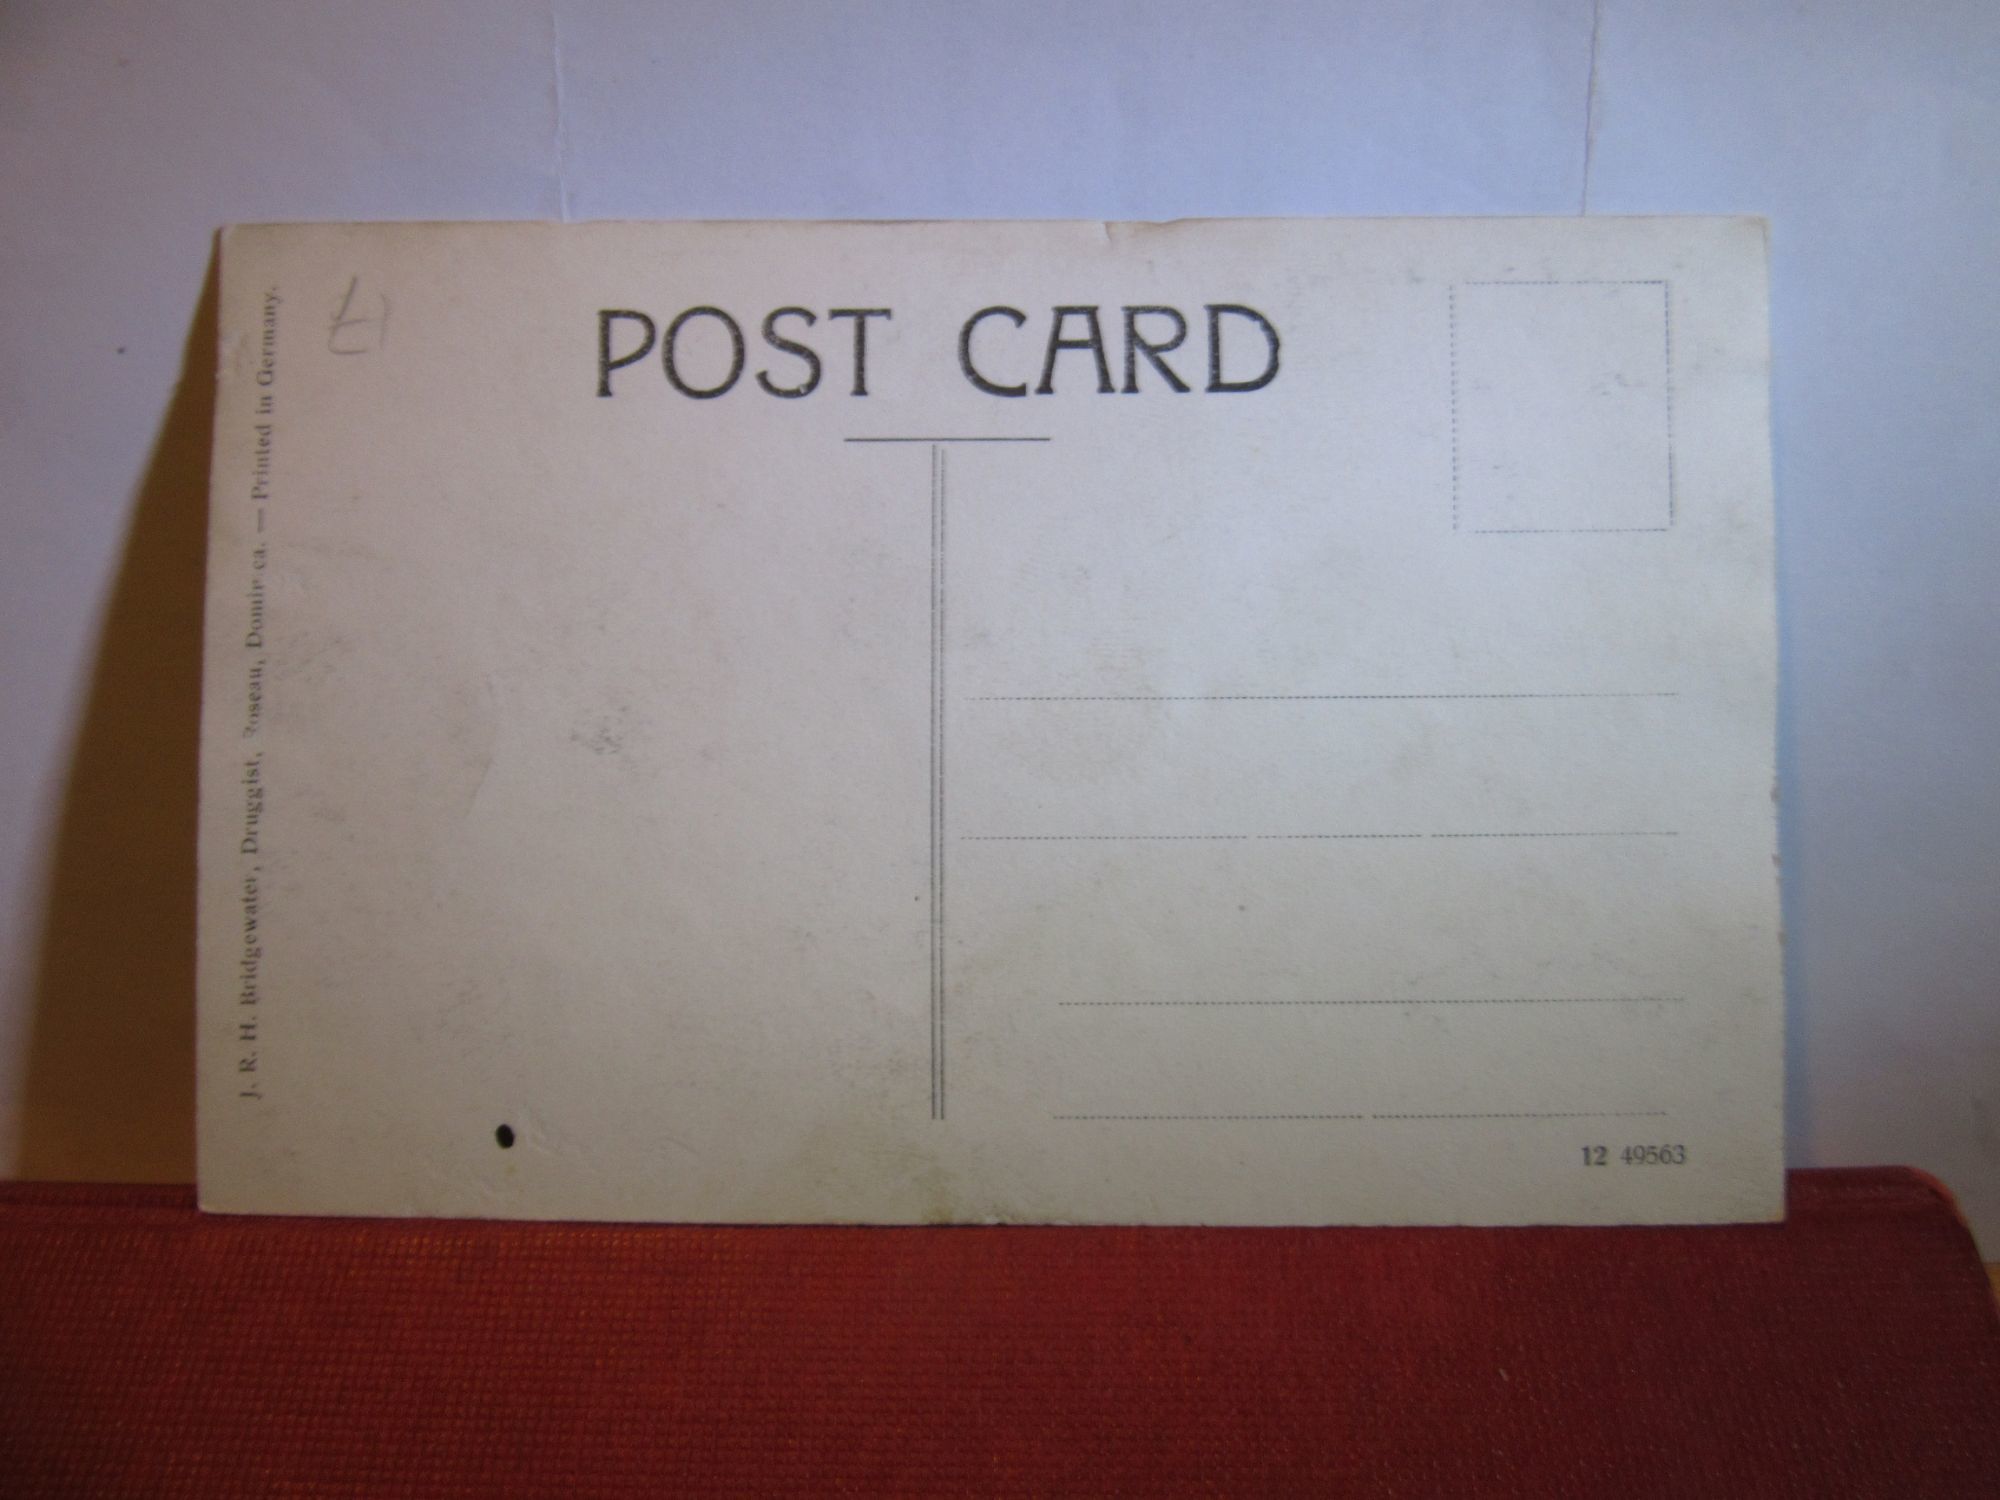 POST CARD
J. R. H. Bridgewater, Druggist, Roseau, Dominica. — Printed in Germany.
12 49563